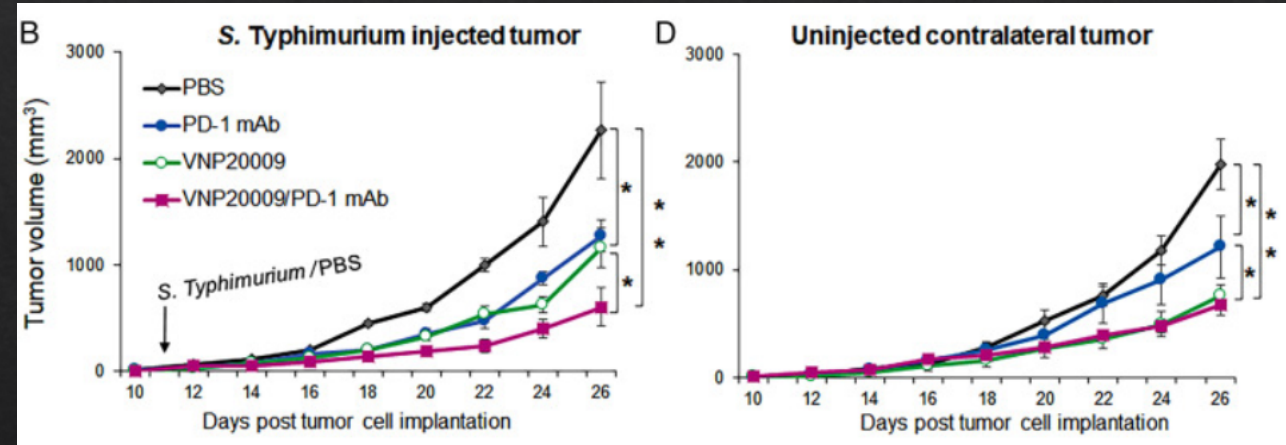 B
S. Typhimurium injected tumor
3000
2000
1000
0
Tumor volume (mm³)
PBS
PD-1 mAb
VNP20009
VNP20009/PD-1 mAb
S. Typhimurium/PBS
*
*
*
*
10 12 14 16 18 20 22 24 26
Days post tumor cell implantation
D
Uninjected contralateral tumor
3000
2000
1000
0
*
*
*
*
10 12 14 16 18 20 22 24 26
Days post tumor cell implantation